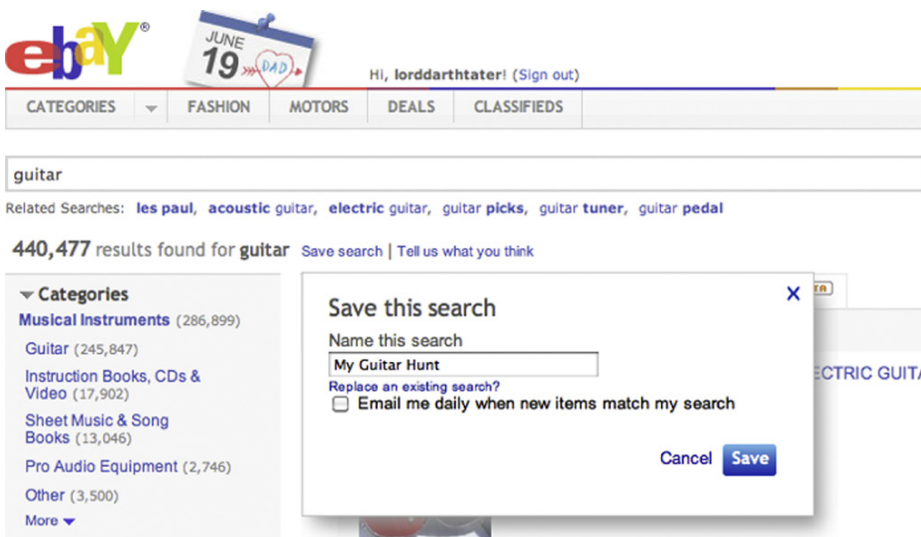 ebay®
JUNE
19 DAD
Hi, lorddarthtater! (Sign out)
CATEGORIES FASHION MOTORS DEALS CLASSIFIEDS
guitar
Related Searches: les paul, acoustic guitar, electric guitar, guitar picks, guitar tuner, guitar pedal
440,477 results found for guitar Save search | Tell us what you think
Categories
Musical Instruments (286,899)
Guitar (245,847)
Instruction Books, CDs &
Video (17,902)
Sheet Music & Song
Books (13,046)
Pro Audio Equipment (2,746)
Other (3,500)
More
Save this search X
Name this search
My Guitar Hunt
Replace an existing search?
Email me daily when new items match my search
Cancel Save